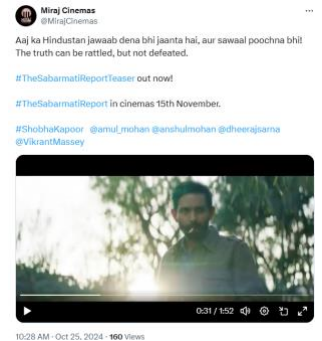 Miraj Cinemas
@MirajCinemas
Aaj ka Hindustan jawaab dena bhi jaanta hai, aur sawaal poochna bhi!
The truth can be rattled, but not defeated.
#TheSabarmatiReportTeaser out now!
#TheSabarmatiReport in cinemas 15th November.
#ShobhaKapoor @amul_mohan @anshulmohan @dheerajsarna
@VikrantMassey
0:31 / 1:52
10:28 AM · Oct 25, 2024 · 160 Views